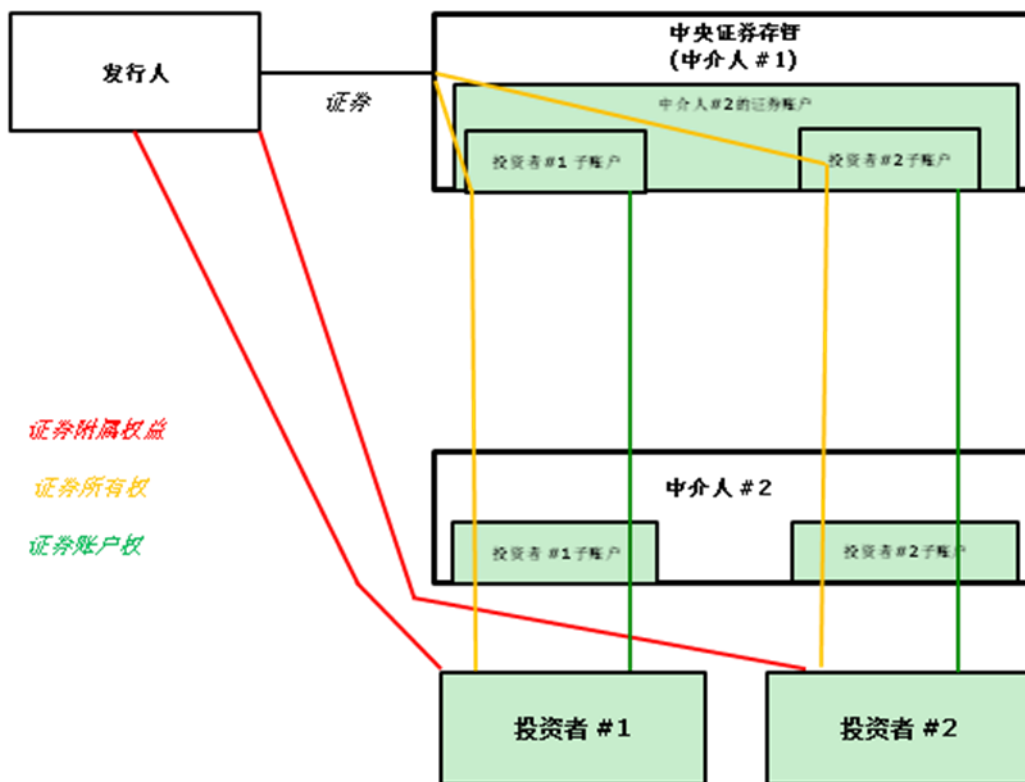 发行人
证券
中央证券存管
(中介人 #1)
中介人#2的证券账户
投资者#1 子账户
投资者#2子账户
证券附属权益
证券所有权
证券账户权
中介人 #2
投资者 #1子账户
投资者#2子账户
投资者 #1
投资者 #2